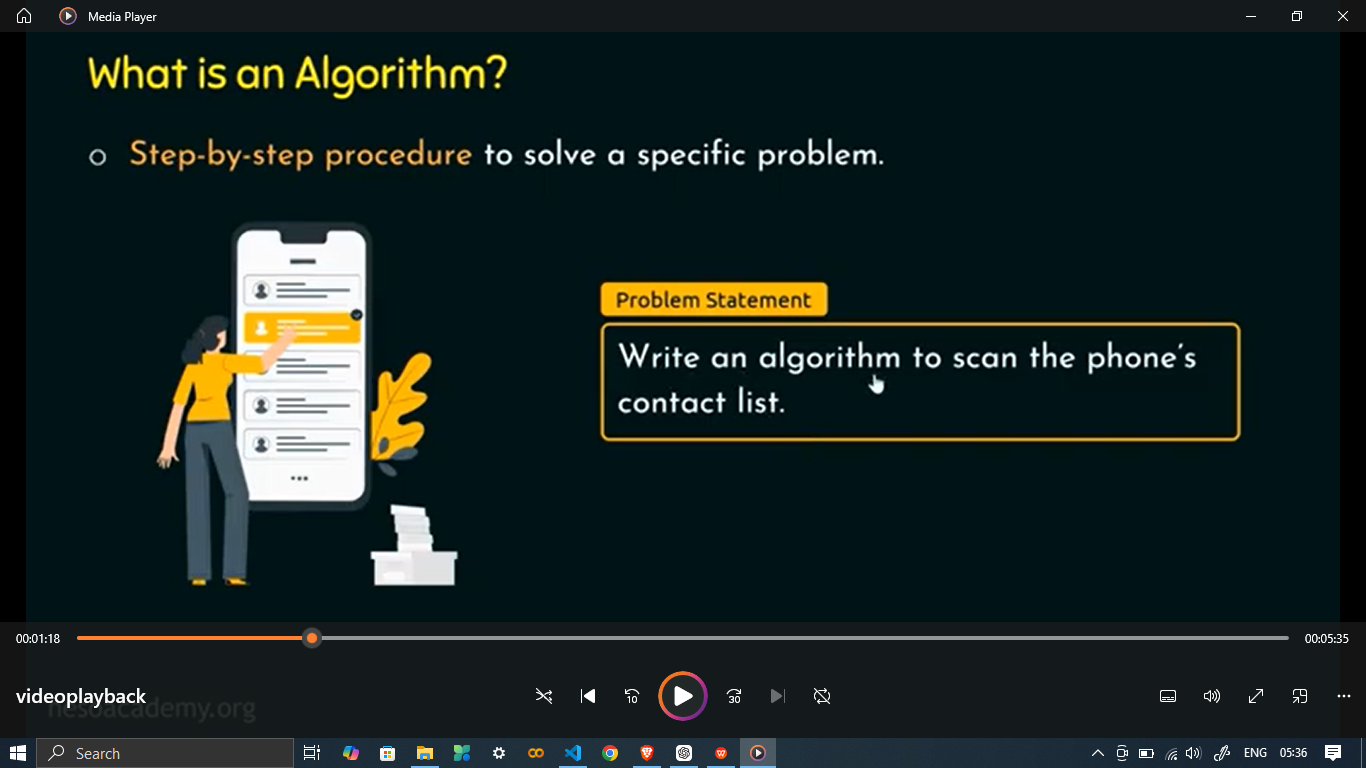 Media Player
What is an Algorithm?
Step-by-step procedure to solve a specific problem.
Problem Statement
Write an algorithm to scan the phone's
contact list.
00:01:18
00:05:35
videoplayback
10
30
nesoacademy.org
Search
ENG
05:36